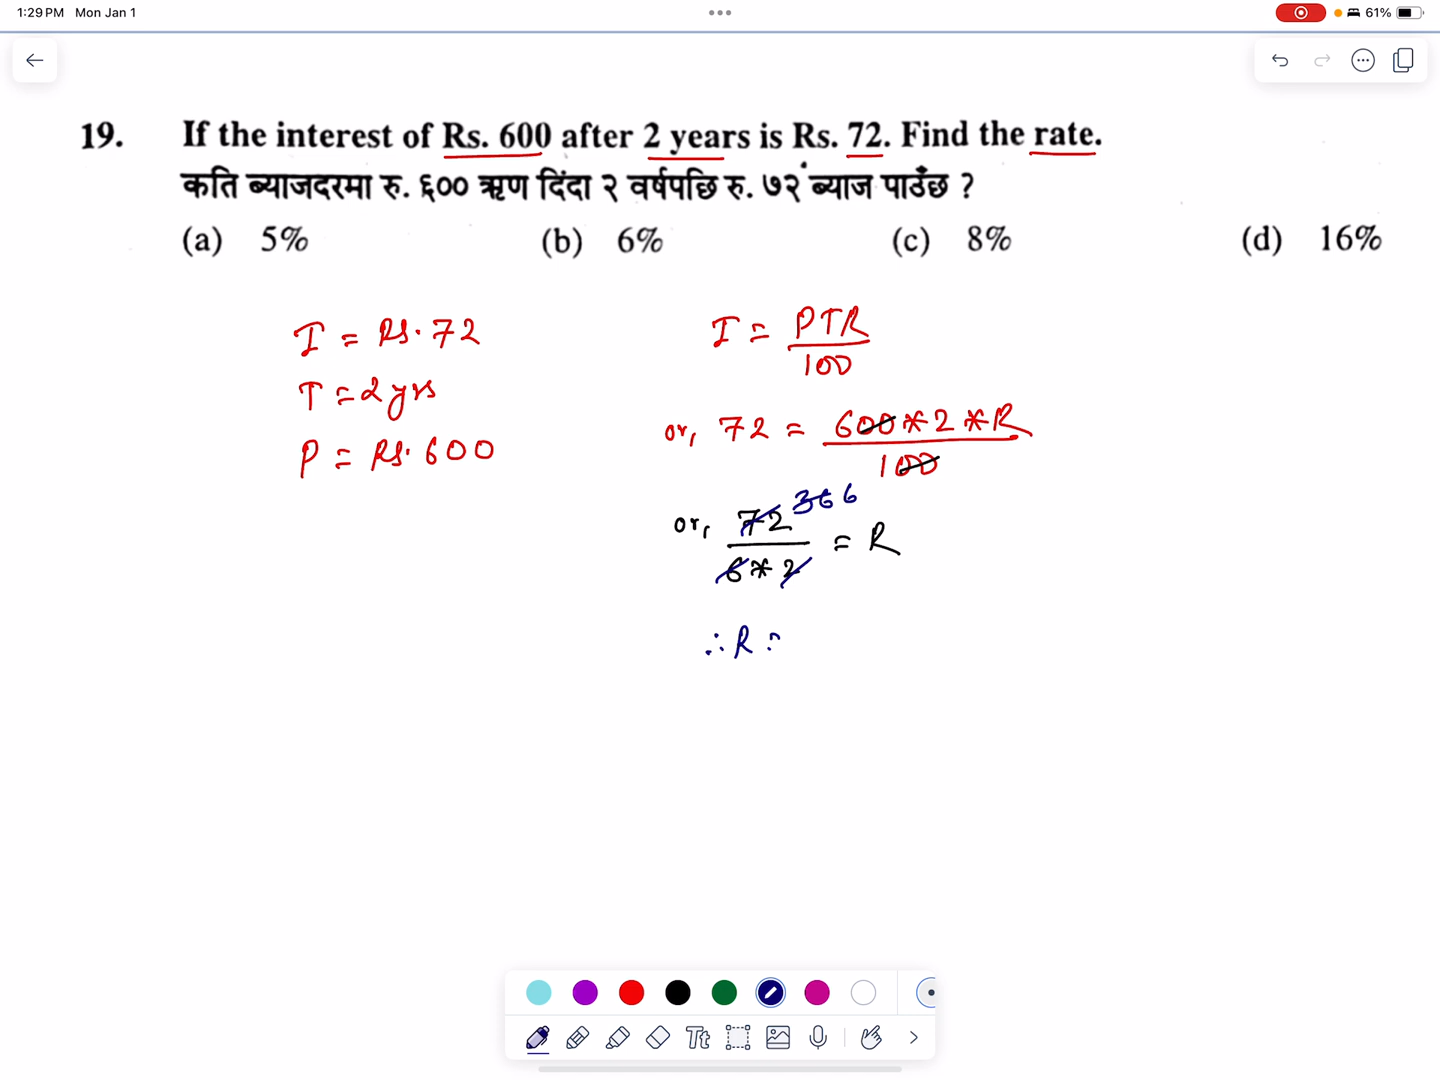 1:29 PM Mon Jan 1
61%
19. If the interest of Rs. 600 after 2 years is Rs. 72. Find the rate.
कति ब्याजदरमा रु. ६०० ऋण दिंदा २ वर्षपछि रु. ७२ ब्याज पाउँछ ?
(a) 5% (b) 6% (c) 8% (d) 16%
I = Rs. 72
T = 2 yrs
P = Rs. 600
I = PTR
100
or, 72 = 600 * 2 * R
100
or, 72 36 6 = R
6 * 2
∴ R =
Tt